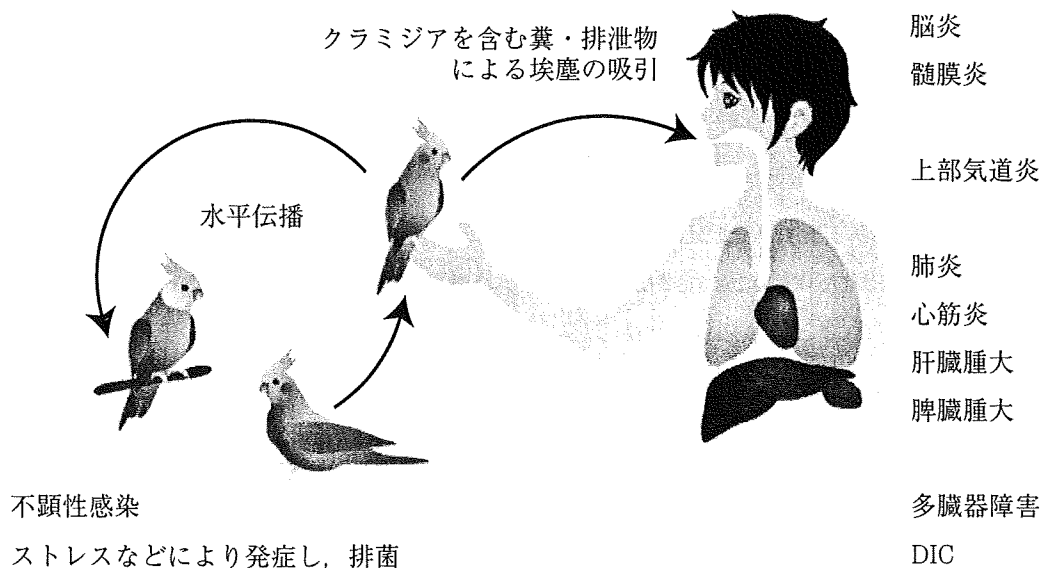 クラミジアを含む糞・排泄物
による埃塵の吸引
水平伝播
不顕性感染
ストレスなどにより発症し，排菌
脳炎
髄膜炎
上部気道炎
肺炎
心筋炎
肝臓腫大
脾臓腫大
多臓器障害
DIC